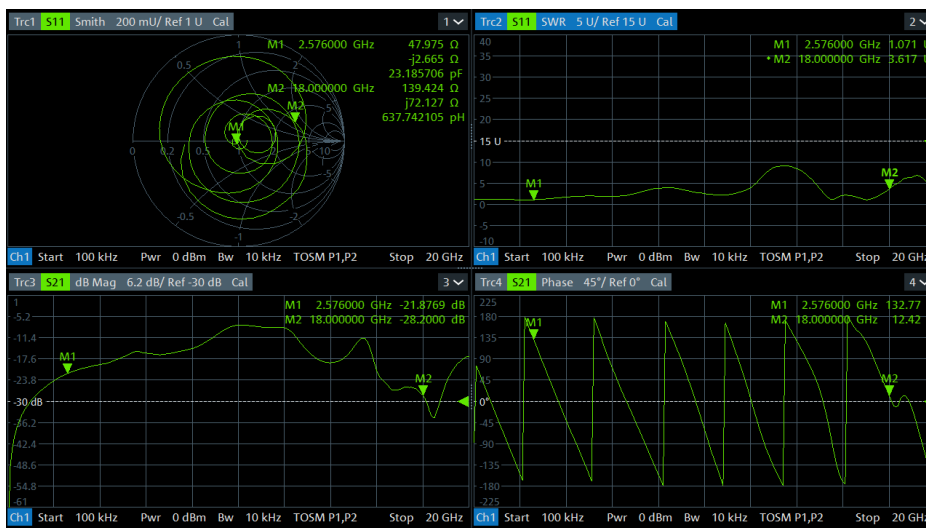 Trc1 S11 Smith 200 mU/ Ref 1 U Cal 1
M1 2.576000 GHz 47.975 Ω
-j2.665 Ω
23.185706 pF
M2 18.000000 GHz 139.424 Ω
j72.127 Ω
637.742105 pH
1
0.5
M2
M1
0 0.2 0.5 5 10
-5
-0.5 -2
-1
Ch1 Start 100 kHz Pwr 0 dBm Bw 10 kHz TOSM P1,P2 Stop 20 GHz
Trc2 S11 SWR 5 U/ Ref 15 U Cal 2
M1 2.576000 GHz 1.071
• M2 18.000000 GHz 3.617
40
35
30
25
20
15 U
10
5
0
-5
-10
M1
M2
Ch1 Start 100 kHz Pwr 0 dBm Bw 10 kHz TOSM P1,P2 Stop 20 GHz
Trc3 S21 dB Mag 6.2 dB/ Ref -30 dB Cal 3
M1 2.576000 GHz -21.8769 dB
M2 18.000000 GHz -28.2000 dB
1
-5.2
-11.4
-17.6
-23.8
-30 dB
-36.2
-42.4
-48.6
-54.8
-61
M1
M2
Ch1 Start 100 kHz Pwr 0 dBm Bw 10 kHz TOSM P1,P2 Stop 20 GHz
Trc4 S21 Phase 45°/ Ref 0° Cal 4
M1 2.576000 GHz 132.77
M2 18.000000 GHz 12.42
225
180
135
90
45
0°
-45
-90
-135
-180
-225
M1
M2
Ch1 Start 100 kHz Pwr 0 dBm Bw 10 kHz TOSM P1,P2 Stop 20 GHz